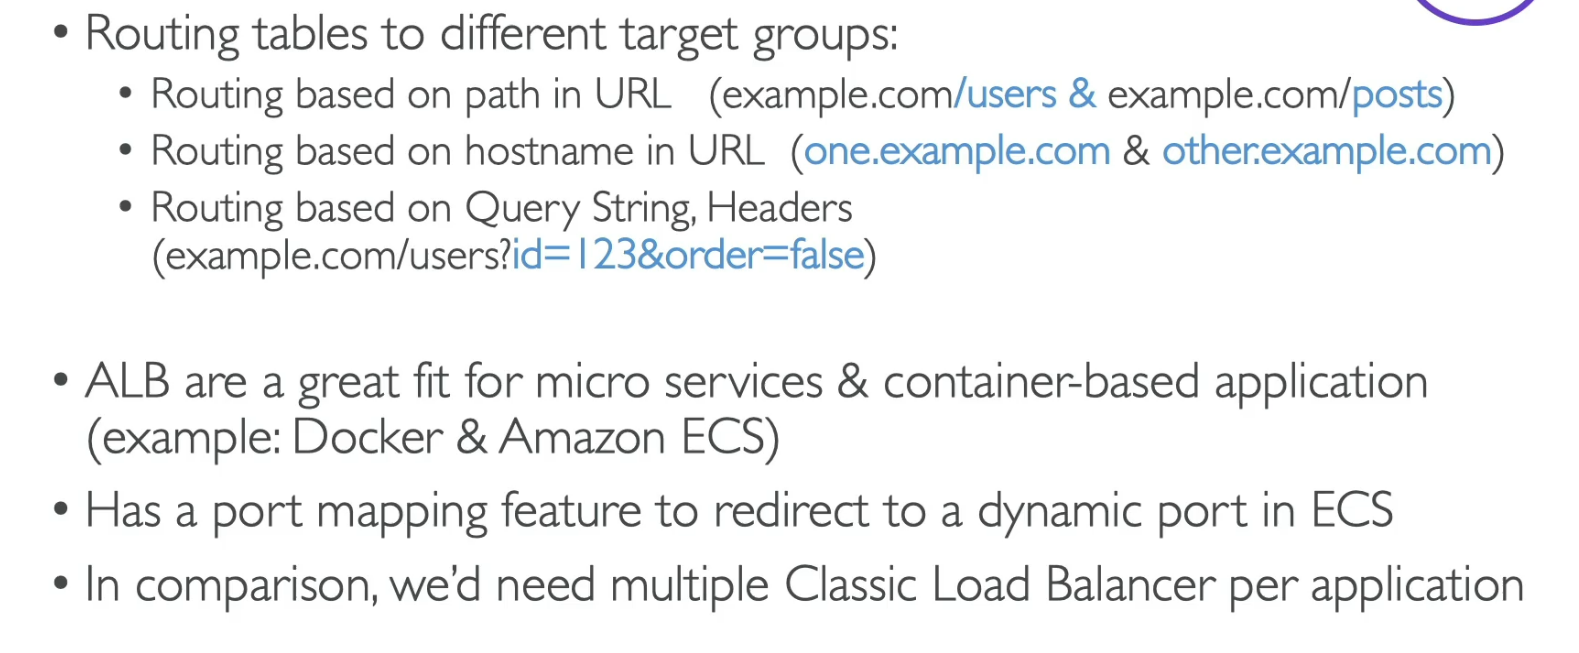 • Routing tables to different target groups:
• Routing based on path in URL (example.com/users & example.com/posts)
• Routing based on hostname in URL (one.example.com & other.example.com)
• Routing based on Query String, Headers
(example.com/users?id=123&order=false)
• ALB are a great fit for micro services & container-based application
(example: Docker & Amazon ECS)
• Has a port mapping feature to redirect to a dynamic port in ECS
• In comparison, we’d need multiple Classic Load Balancer per application